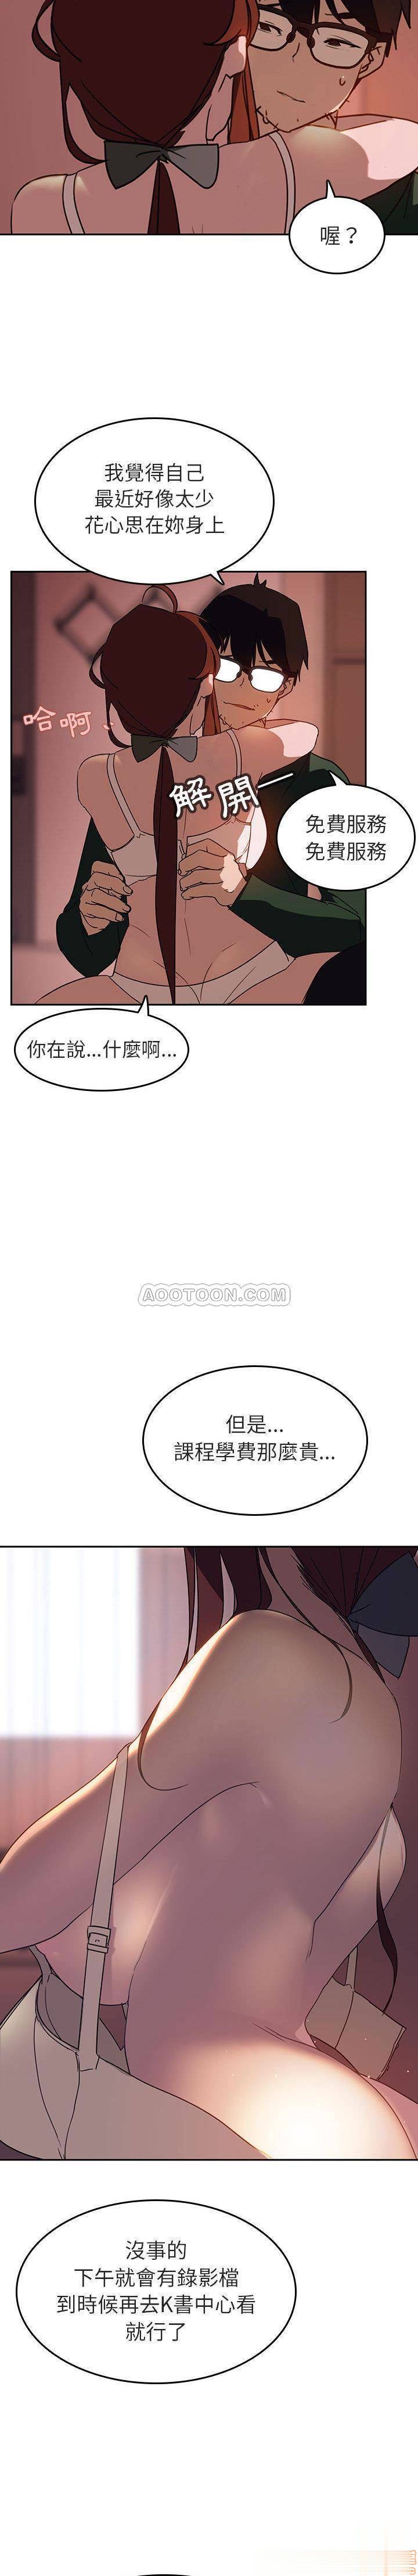 喔？
我覺得自己
最近好像太少
花心思在妳身上
哈啊
解開
免費服務
免費服務
你在說...什麼啊...
AOOTOON.COM
但是...
課程學費那麼貴...
沒事的
下午就會有錄影檔
到時候再去K書中心看
就行了